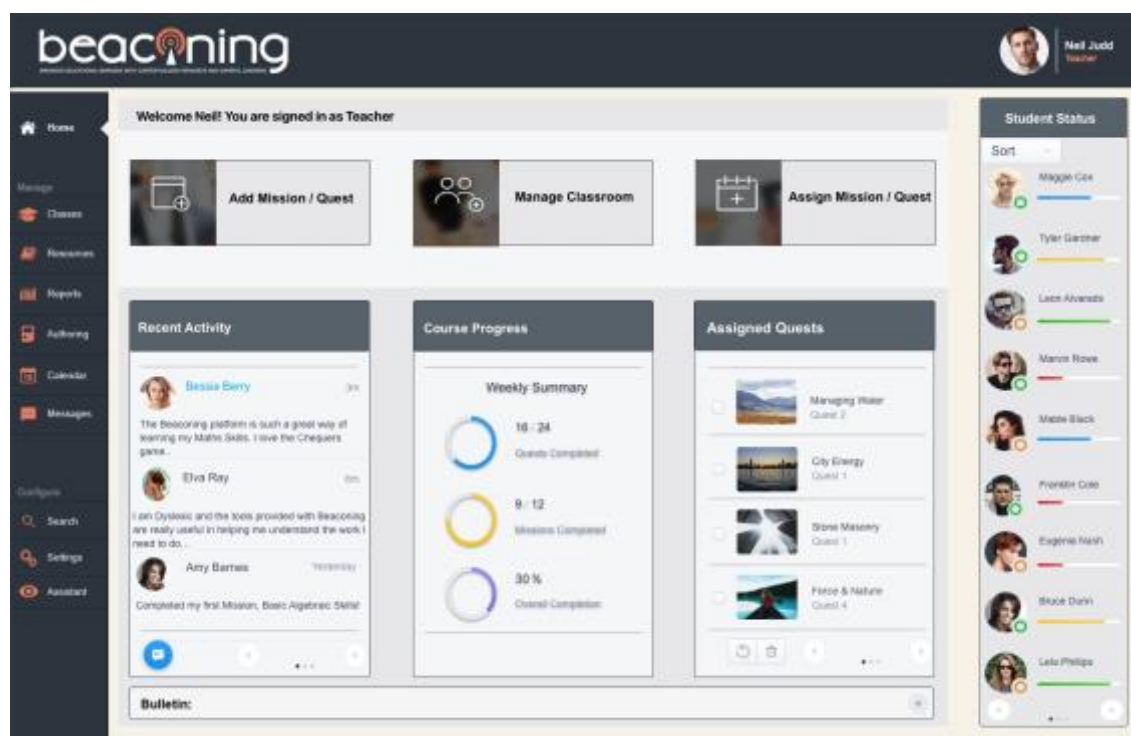 beaconing
Neil Judd
Teacher
Home
Manage
Classes
Resources
Reports
Authoring
Calendar
Messages
Configure
Search
Settings
Assistant
Welcome Neil! You are signed in as Teacher
Add Mission / Quest
Manage Classroom
Assign Mission / Quest
Recent Activity
Bessie Berry
The Beaconing platform is such a great way of
learning my Maths Skills. I love the Chequers
game..
Elva Ray
I am Dyslexic and the tools provided with Beaconing
are really useful in helping me understand the work I
need to do...
Amy Barnes
Yesterday
Completed my first Mission, Basic Algebraic Skills!
Course Progress
Weekly Summary
16 / 24
Quests Completed
9 / 12
Missions Completed
30 %
Overall Completion
Assigned Quests
Managing Water
Quest 2
City Energy
Quest 1
Stone Masonry
Quest 1
Force & Nature
Quest 4
Bulletin:
Student Status
Sort
Maggie Cox
Tyler Gardner
Leon Alvarado
Marvin Rowe
Mable Black
Franklin Cole
Eugenia Nash
Bruce Dunn
Lela Phillips